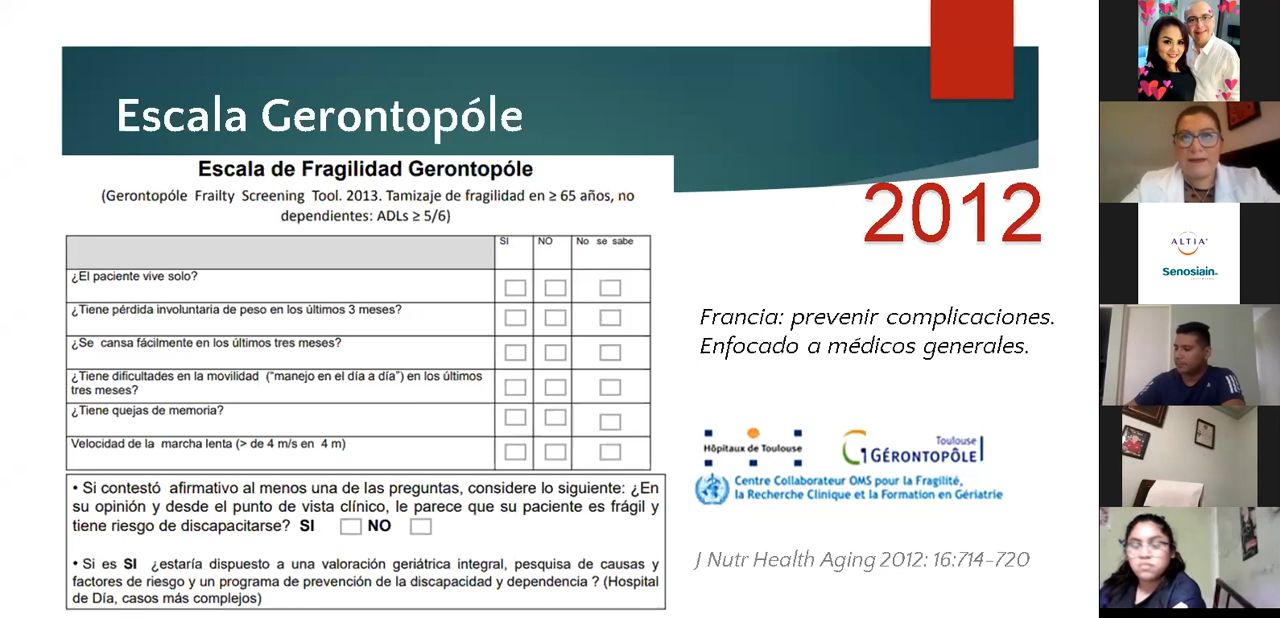 Escala Gerontopóle
Escala de Fragilidad Gerontopóle
(Gerontopóle Frailty Screening Tool. 2013. Tamizaje de fragilidad en ≥ 65 años, no
dependientes: ADLs ≥ 5/6)
SI NO No se sabe
¿El paciente vive solo?
¿Tiene pérdida involuntaria de peso en los últimos 3 meses?
¿Se cansa fácilmente en los últimos tres meses?
¿Tiene dificultades en la movilidad ("manejo en el día a día") en los últimos
tres meses?
¿Tiene quejas de memoria?
Velocidad de la marcha lenta (> de 4 m/s en 4 m)
• Si contestó afirmativo al menos una de las preguntas, considere lo siguiente: ¿En
su opinión y desde el punto de vista clínico, le parece que su paciente es frágil y
tiene riesgo de discapacitarse? SI NO
• Si es SI ¿estaría dispuesto a una valoración geriátrica integral, pesquisa de causas y
factores de riesgo y un programa de prevención de la discapacidad y dependencia ? (Hospital
de Día, casos más complejos)
2012
Francia: prevenir complicaciones.
Enfocado a médicos generales.
Hôpitaux de Toulouse
Toulouse
GÉRONTOPÔLE
Centre Collaborateur OMS pour la Fragilité,
la Recherche Clinique et la Formation en Gériatrie
J Nutr Health Aging 2012: 16:714-720
ALTIA
Senosiain